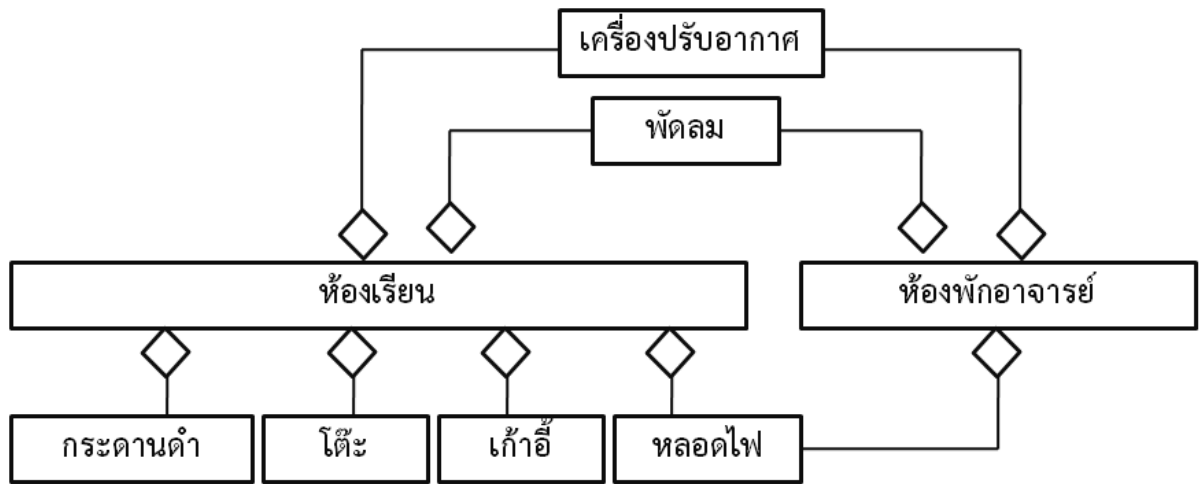 เครื่องปรับอากาศ
พัดลม
ห้องเรียน
ห้องพักอาจารย์
กระดานดำ
โต๊ะ
เก้าอี้
หลอดไฟ